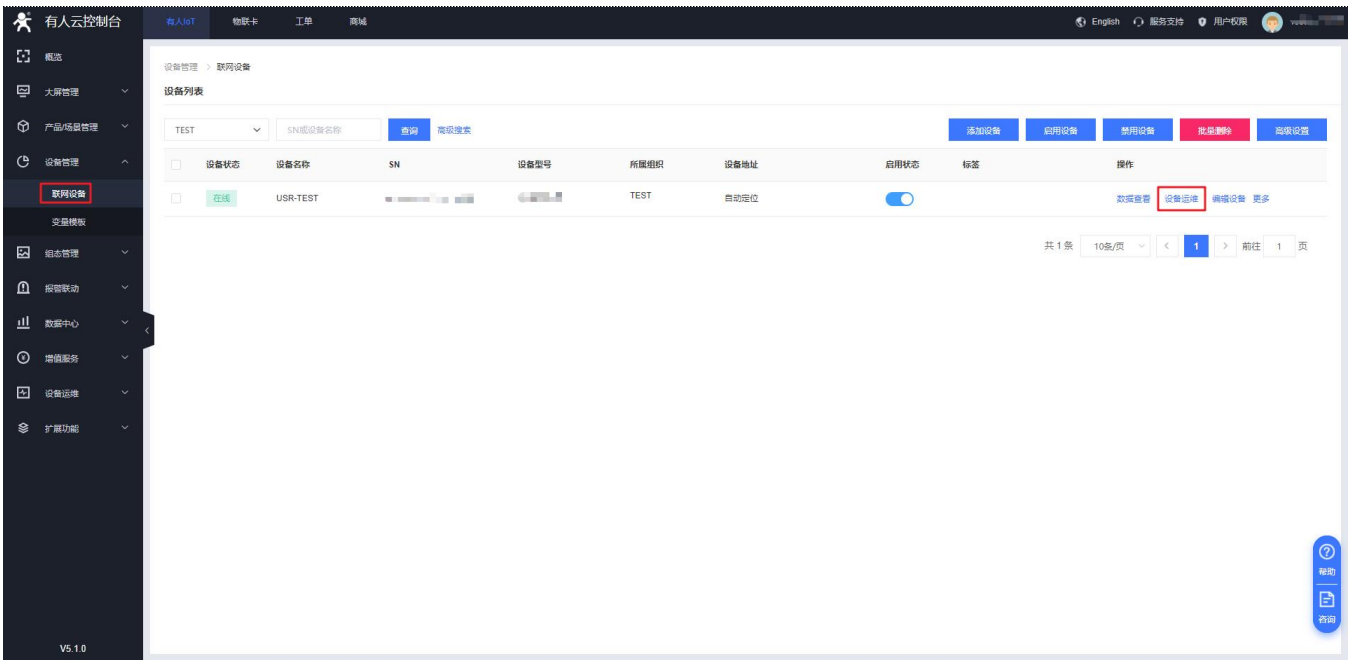 有人云控制台
有人IoT 物联卡 工单 商城 English 服务支持 用户权限
概览
大屏管理
产品/场景管理
设备管理
联网设备
变量模板
组态管理
报警联动
数据中心
增值服务
设备运维
扩展功能
V5.1.0
设备管理 > 联网设备
设备列表
TEST SN或设备名称 查询 高级搜索 添加设备 启用设备 禁用设备 批量删除 高级设置
设备状态 设备名称 SN 设备型号 所属组织 设备地址 启用状态 标签 操作
在线 USR-TEST TEST 自动定位 数据查看 设备运维 编辑设备 更多
共 1 条 10条/页 < 1 > 前往 1 页
帮助
咨询